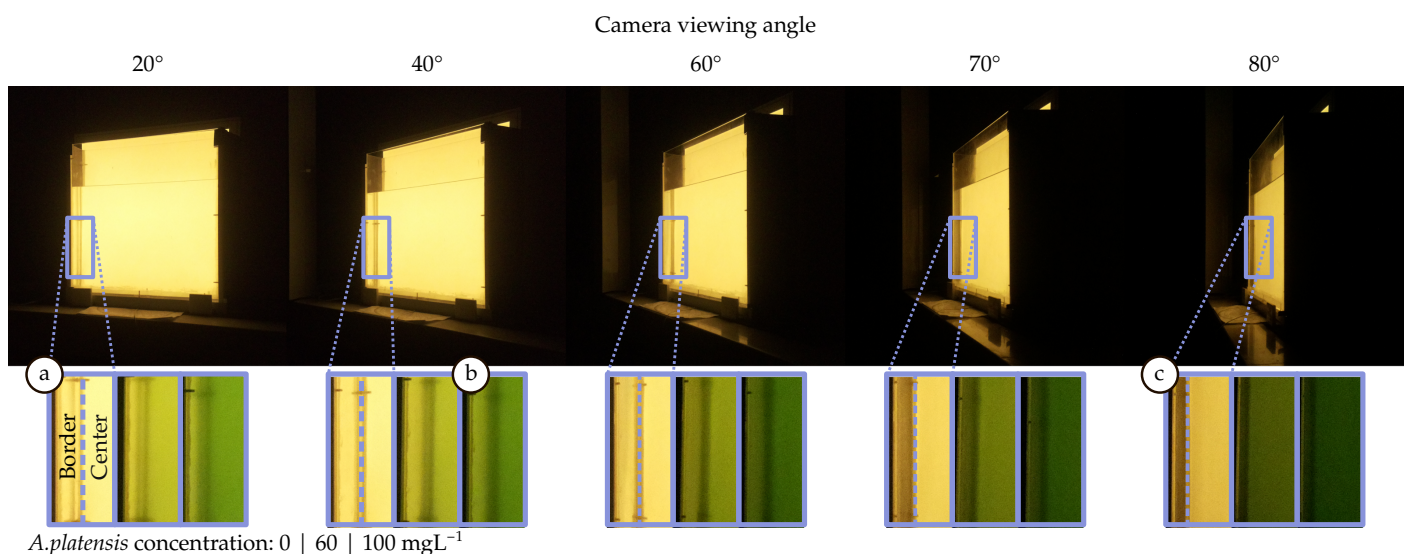 Camera viewing angle
20° 40° 60° 70° 80°
a b c
Border
Center
A.platensis concentration: 0 | 60 | 100 mgL⁻¹